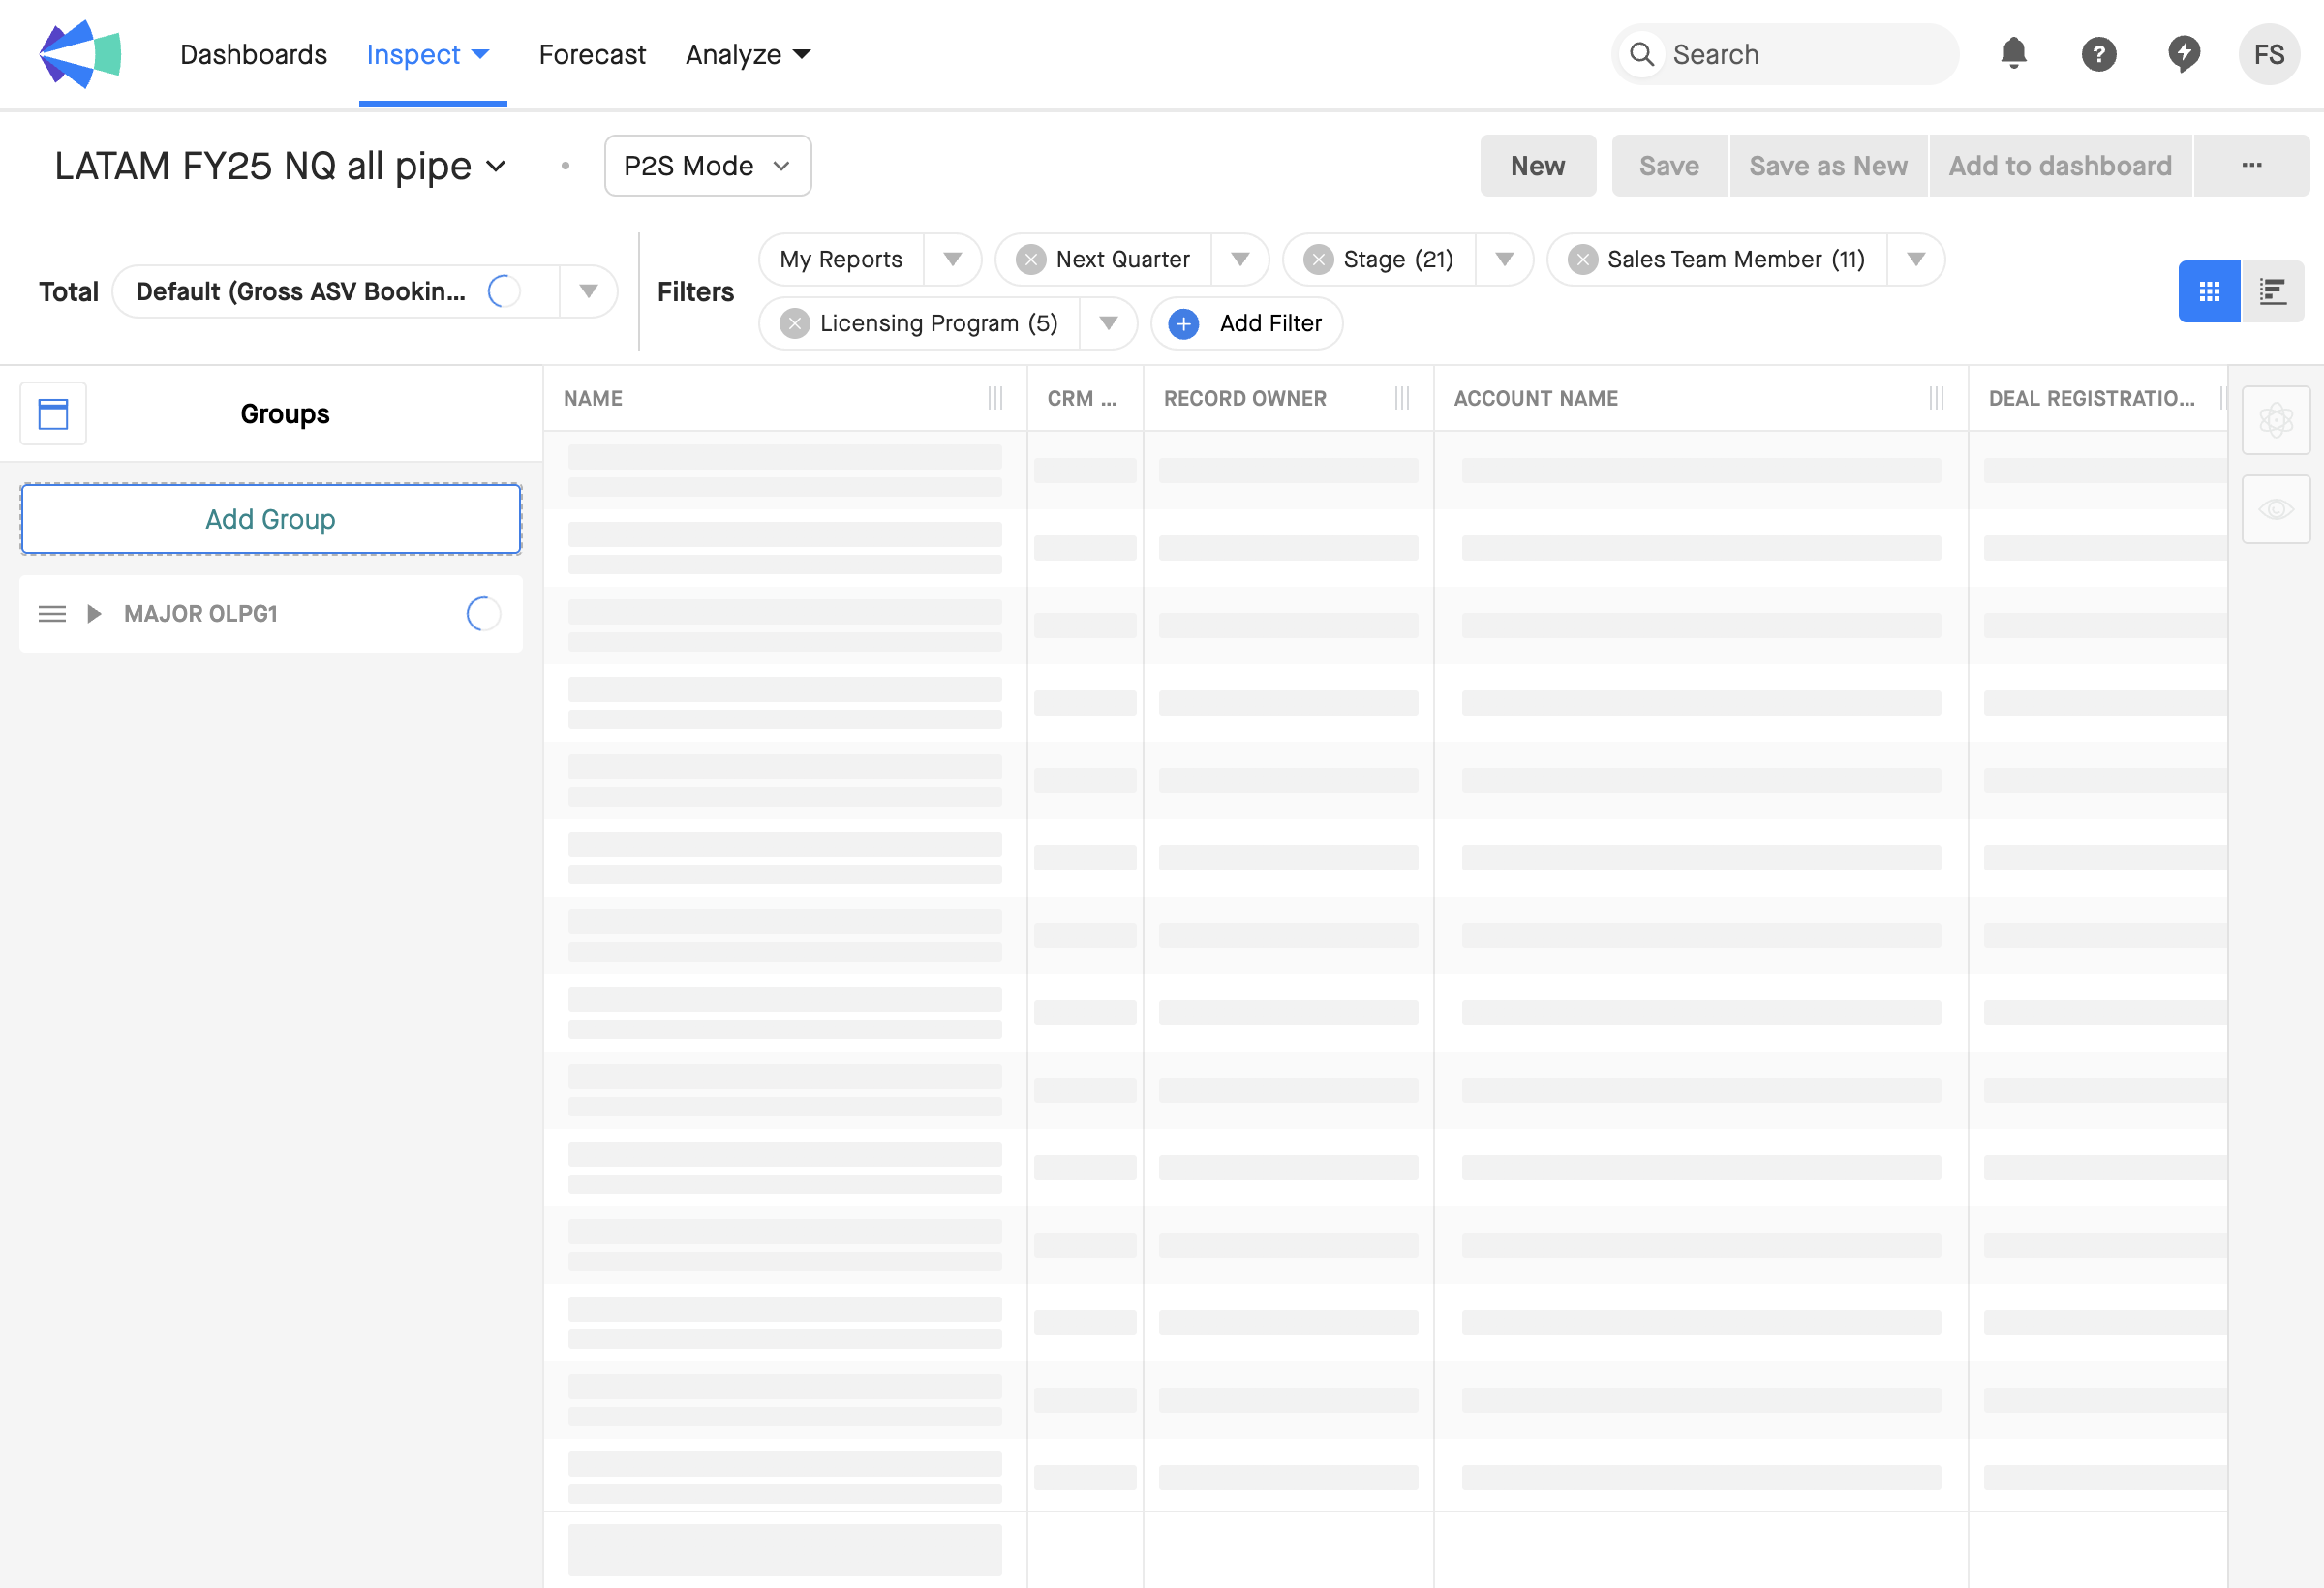 Dashboards Inspect Forecast Analyze Search FS
LATAM FY25 NQ all pipe • P2S Mode New Save Save as New Add to dashboard ...
Total Default (Gross ASV Bookin... Filters My Reports Next Quarter Stage (21) Sales Team Member (11)
Licensing Program (5) Add Filter
Groups NAME CRM ... RECORD OWNER ACCOUNT NAME DEAL REGISTRATIO...
Add Group
MAJOR OLPG1